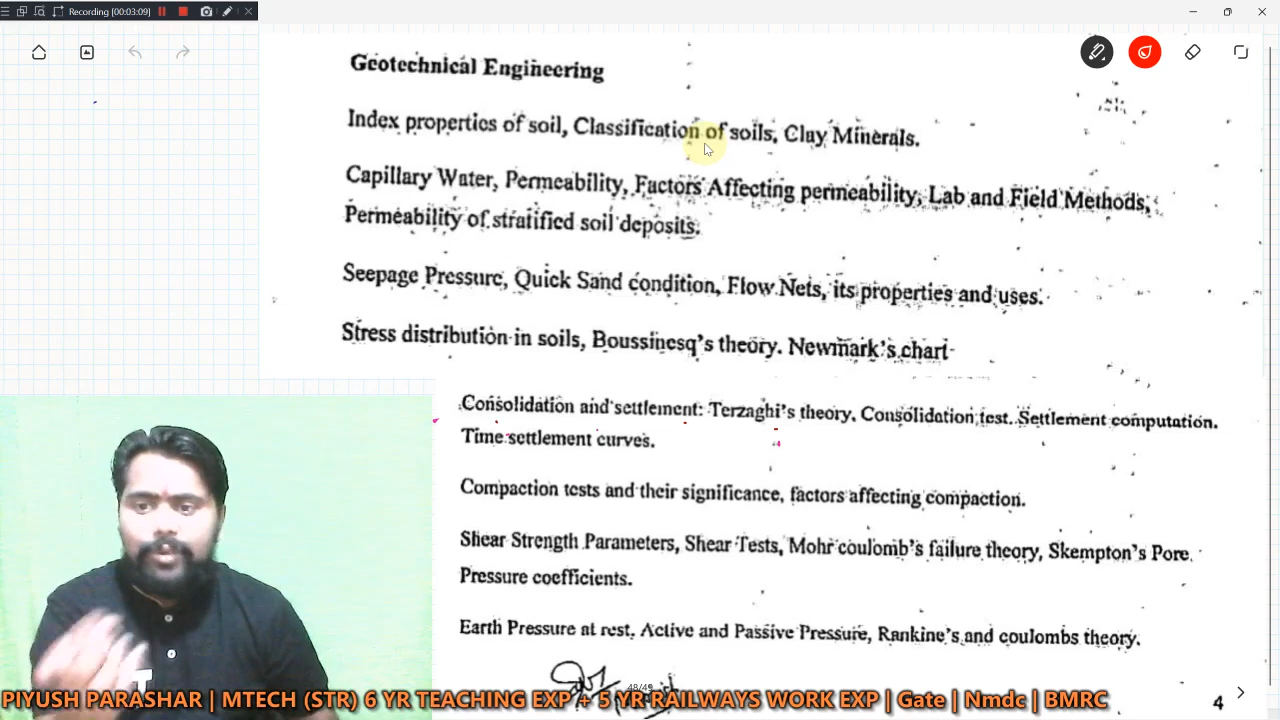 Recording [00:03:09]
Geotechnical Engineering
Index properties of soil, Classification of soils, Clay Minerals.
Capillary Water, Permeability, Factors Affecting permeability, Lab and Field Methods,
Permeability of stratified soil deposits.
Seepage Pressure, Quick Sand condition, Flow Nets, its properties and uses.
Stress distribution in soils, Boussinesq's theory. Newmark's chart
Consolidation and settlement: Terzaghi's theory. Consolidation test. Settlement computation.
Time settlement curves.
Compaction tests and their significance, factors affecting compaction.
Shear Strength Parameters, Shear Tests, Mohr coulomb's failure theory, Skempton's Pore
Pressure coefficients.
Earth Pressure at rest, Active and Passive Pressure, Rankine's and coulombs theory.
48/49
4
PIYUSH PARASHAR | MTECH (STR) 6 YR TEACHING EXP + 5 YR RAILWAYS WORK EXP | Gate | Nmdc | BMRC